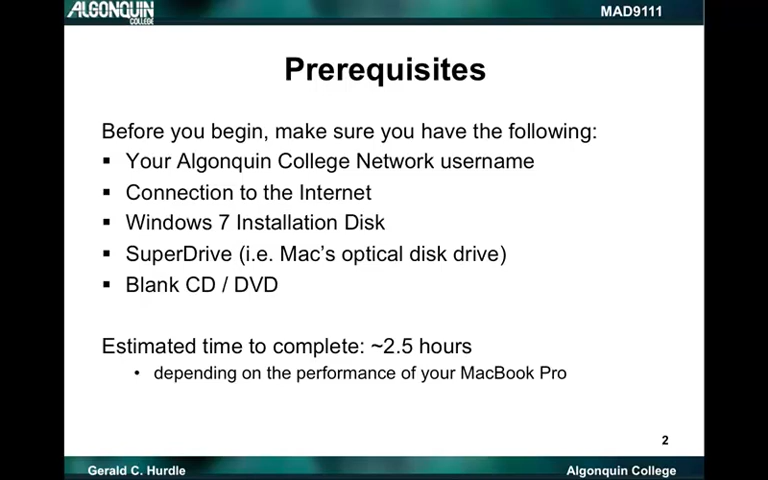 ALGONQUIN
COLLEGE
MAD9111
Prerequisites
Before you begin, make sure you have the following:
▪ Your Algonquin College Network username
▪ Connection to the Internet
▪ Windows 7 Installation Disk
▪ SuperDrive (i.e. Mac's optical disk drive)
▪ Blank CD / DVD
Estimated time to complete: ~2.5 hours
• depending on the performance of your MacBook Pro
2
Gerald C. Hurdle
Algonquin College